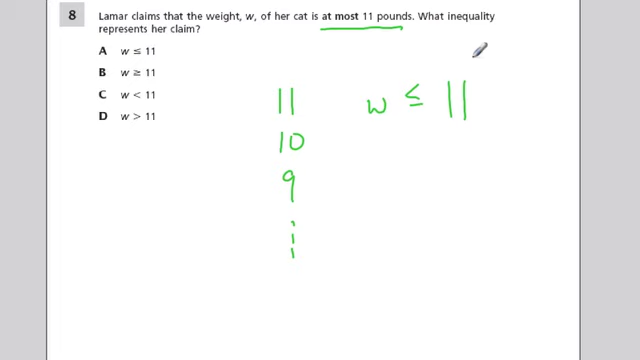 8 Lamar claims that the weight, w, of her cat is at most 11 pounds. What inequality
represents her claim?
A w ≤ 11
B w ≥ 11
C w < 11
D w > 11
11 w ≤ 11
10
9